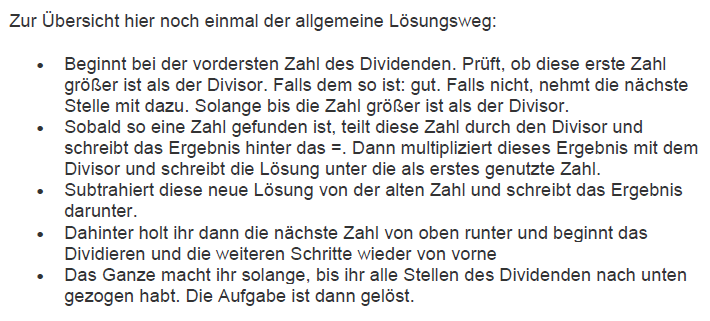 Zur Übersicht hier noch einmal der allgemeine Lösungsweg:
• Beginnt bei der vordersten Zahl des Dividenden. Prüft, ob diese erste Zahl
größer ist als der Divisor. Falls dem so ist: gut. Falls nicht, nehmt die nächste
Stelle mit dazu. Solange bis die Zahl größer ist als der Divisor.
• Sobald so eine Zahl gefunden ist, teilt diese Zahl durch den Divisor und
schreibt das Ergebnis hinter das =. Dann multipliziert dieses Ergebnis mit dem
Divisor und schreibt die Lösung unter die als erstes genutzte Zahl.
• Subtrahiert diese neue Lösung von der alten Zahl und schreibt das Ergebnis
darunter.
• Dahinter holt ihr dann die nächste Zahl von oben runter und beginnt das
Dividieren und die weiteren Schritte wieder von vorne
• Das Ganze macht ihr solange, bis ihr alle Stellen des Dividenden nach unten
gezogen habt. Die Aufgabe ist dann gelöst.